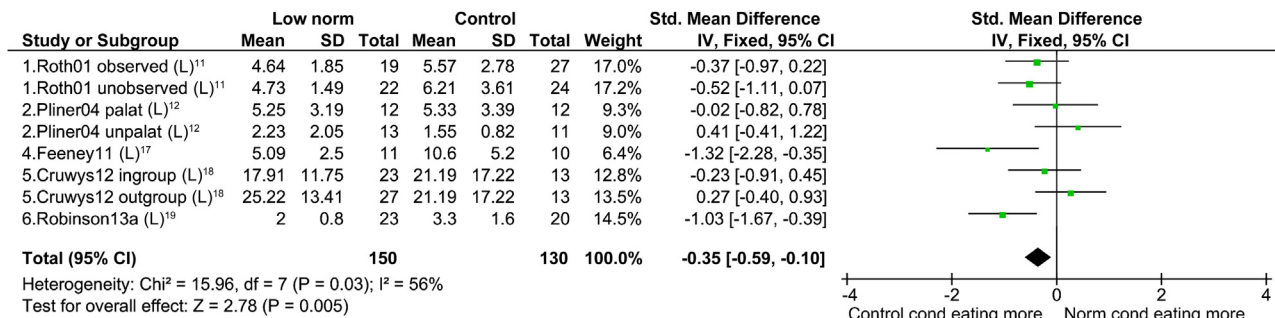 Low norm Control Std. Mean Difference Std. Mean Difference
Study or Subgroup Mean SD Total Mean SD Total Weight IV, Fixed, 95% CI IV, Fixed, 95% CI
1.Roth01 observed (L)¹¹ 4.64 1.85 19 5.57 2.78 27 17.0% -0.37 [-0.97, 0.22]
1.Roth01 unobserved (L)¹¹ 4.73 1.49 22 6.21 3.61 24 17.2% -0.52 [-1.11, 0.07]
2.Pliner04 palat (L)¹² 5.25 3.19 12 5.33 3.39 12 9.3% -0.02 [-0.82, 0.78]
2.Pliner04 unpalat (L)¹² 2.23 2.05 13 1.55 0.82 11 9.0% 0.41 [-0.41, 1.22]
4.Feeney11 (L)¹⁷ 5.09 2.5 11 10.6 5.2 10 6.4% -1.32 [-2.28, -0.35]
5.Cruwys12 ingroup (L)¹⁸ 17.91 11.75 23 21.19 17.22 13 12.8% -0.23 [-0.91, 0.45]
5.Cruwys12 outgroup (L)¹⁸ 25.22 13.41 27 21.19 17.22 13 13.5% 0.27 [-0.40, 0.93]
6.Robinson13a (L)¹⁹ 2 0.8 23 3.3 1.6 20 14.5% -1.03 [-1.67, -0.39]
Total (95% CI) 150 130 100.0% -0.35 [-0.59, -0.10]
Heterogeneity: Chi² = 15.96, df = 7 (P = 0.03); I² = 56%
Test for overall effect: Z = 2.78 (P = 0.005)
-4 -2 0 2 4
Control cond eating more Norm cond eating more